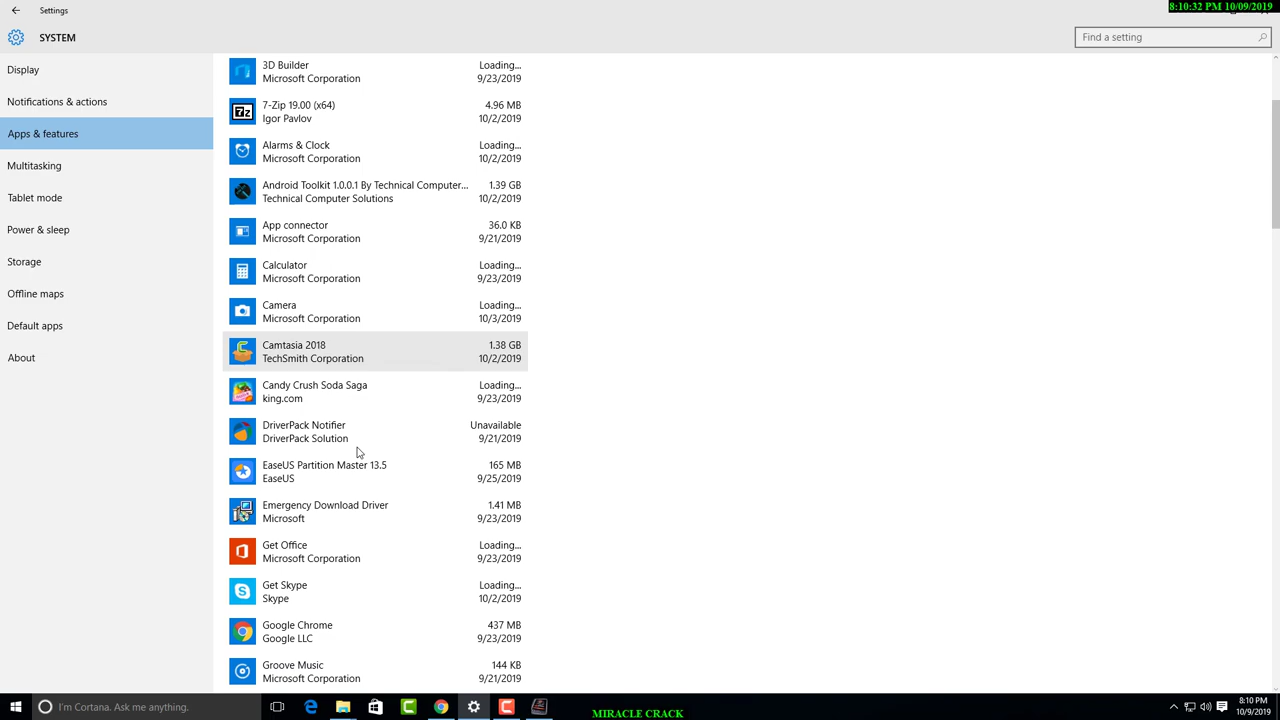 Settings
8:10:32 PM 10/09/2019
SYSTEM
Find a setting
Display
Notifications & actions
Apps & features
Multitasking
Tablet mode
Power & sleep
Storage
Offline maps
Default apps
About
3D Builder Loading...
Microsoft Corporation 9/23/2019
7-Zip 19.00 (x64) 4.96 MB
Igor Pavlov 10/2/2019
Alarms & Clock Loading...
Microsoft Corporation 10/2/2019
Android Toolkit 1.0.0.1 By Technical Computer... 1.39 GB
Technical Computer Solutions 10/2/2019
App connector 36.0 KB
Microsoft Corporation 9/21/2019
Calculator Loading...
Microsoft Corporation 9/23/2019
Camera Loading...
Microsoft Corporation 10/3/2019
Camtasia 2018 1.38 GB
TechSmith Corporation 10/2/2019
Candy Crush Soda Saga Loading...
king.com 9/23/2019
DriverPack Notifier Unavailable
DriverPack Solution 9/21/2019
EaseUS Partition Master 13.5 165 MB
EaseUS 9/25/2019
Emergency Download Driver 1.41 MB
Microsoft 9/23/2019
Get Office Loading...
Microsoft Corporation 9/23/2019
Get Skype Loading...
Skype 10/2/2019
Google Chrome 437 MB
Google LLC 9/23/2019
Groove Music 144 KB
Microsoft Corporation 9/21/2019
I'm Cortana. Ask me anything.
MIRACLE CRACK
8:10 PM
10/9/2019